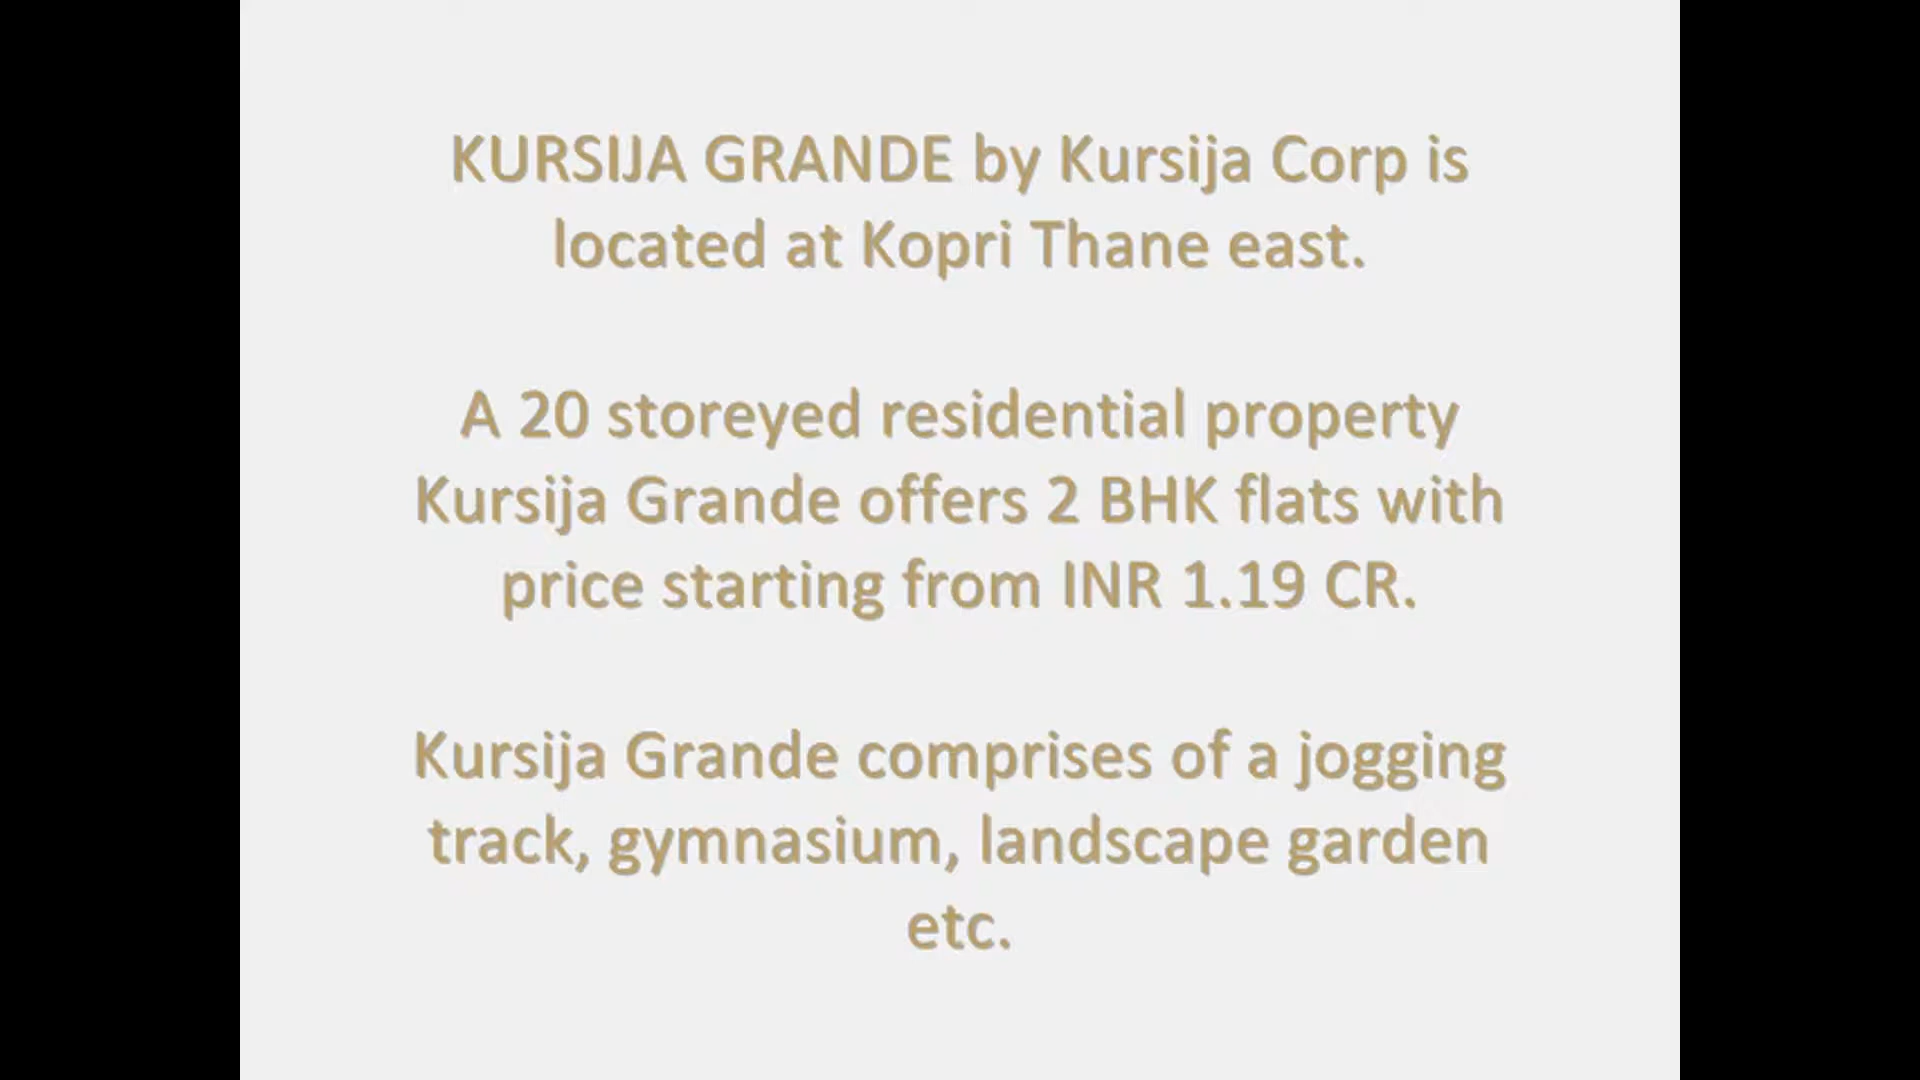 KURSIJA GRANDE by Kursija Corp is
located at Kopri Thane east.
A 20 storeyed residential property
Kursija Grande offers 2 BHK flats with
price starting from INR 1.19 CR.
Kursija Grande comprises of a jogging
track, gymnasium, landscape garden
etc.